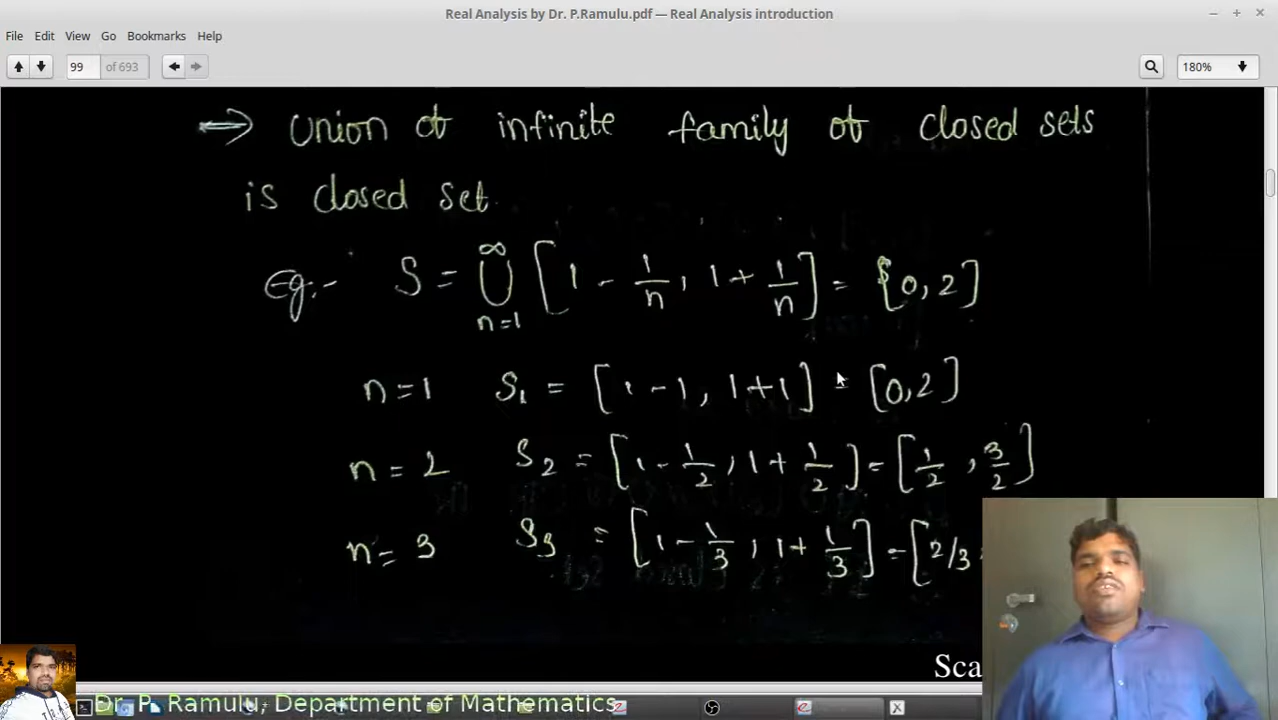 Real Analysis by Dr. P.Ramulu.pdf — Real Analysis introduction
File Edit View Go Bookmarks Help
99 of 693 180%
→ Union of infinite family of closed sets
is closed set
Eg:- S = ∞ ⋃ n=1 [1 - 1/n, 1 + 1/n] = [0, 2]
n=1 S₁ = [1-1, 1+1] = [0,2]
n=2 S₂ = [1-1/2, 1+1/2] = [1/2, 3/2]
n=3 S₃ = [1-1/3, 1+1/3] = [2/3
Sca
Dr. P. Ramulu, Department of Mathematics